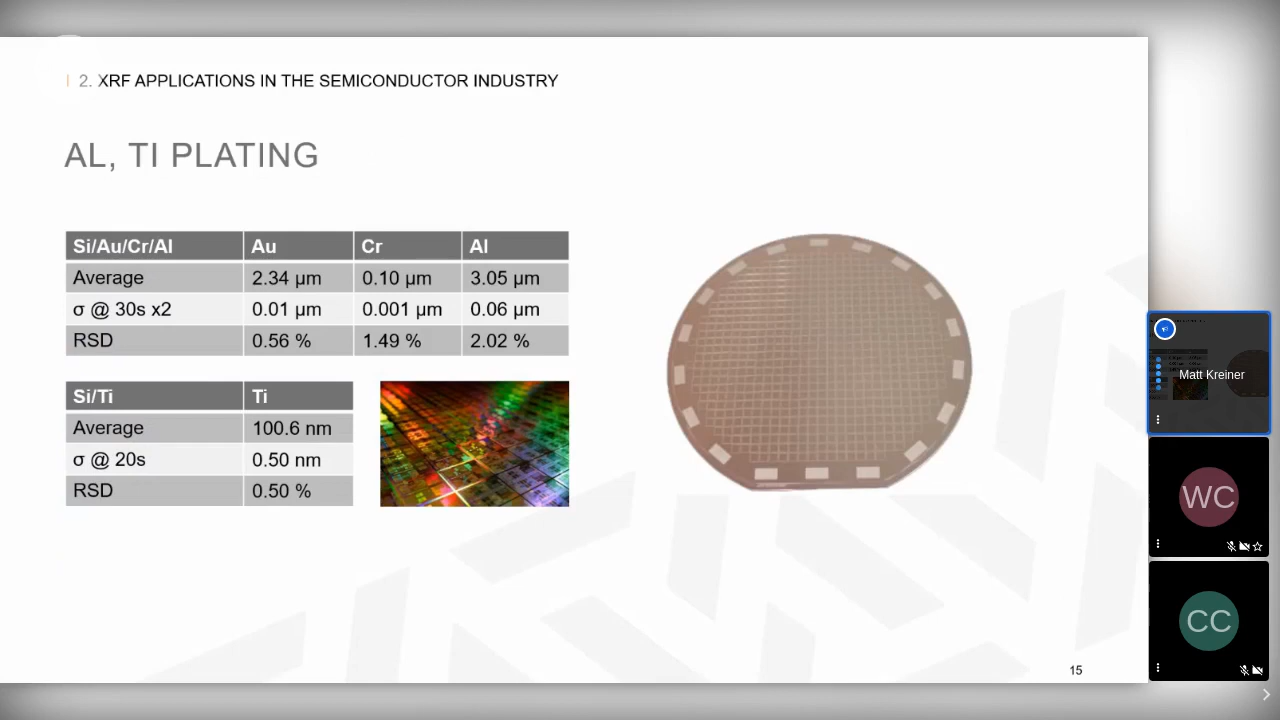 2. XRF APPLICATIONS IN THE SEMICONDUCTOR INDUSTRY
AL, TI PLATING
Si/Au/Cr/Al Au Cr Al
Average 2.34 µm 0.10 µm 3.05 µm
σ @ 30s x2 0.01 µm 0.001 µm 0.06 µm
RSD 0.56 % 1.49 % 2.02 %
Si/Ti Ti
Average 100.6 nm
σ @ 20s 0.50 nm
RSD 0.50 %
15
Matt Kreiner
WC
CC